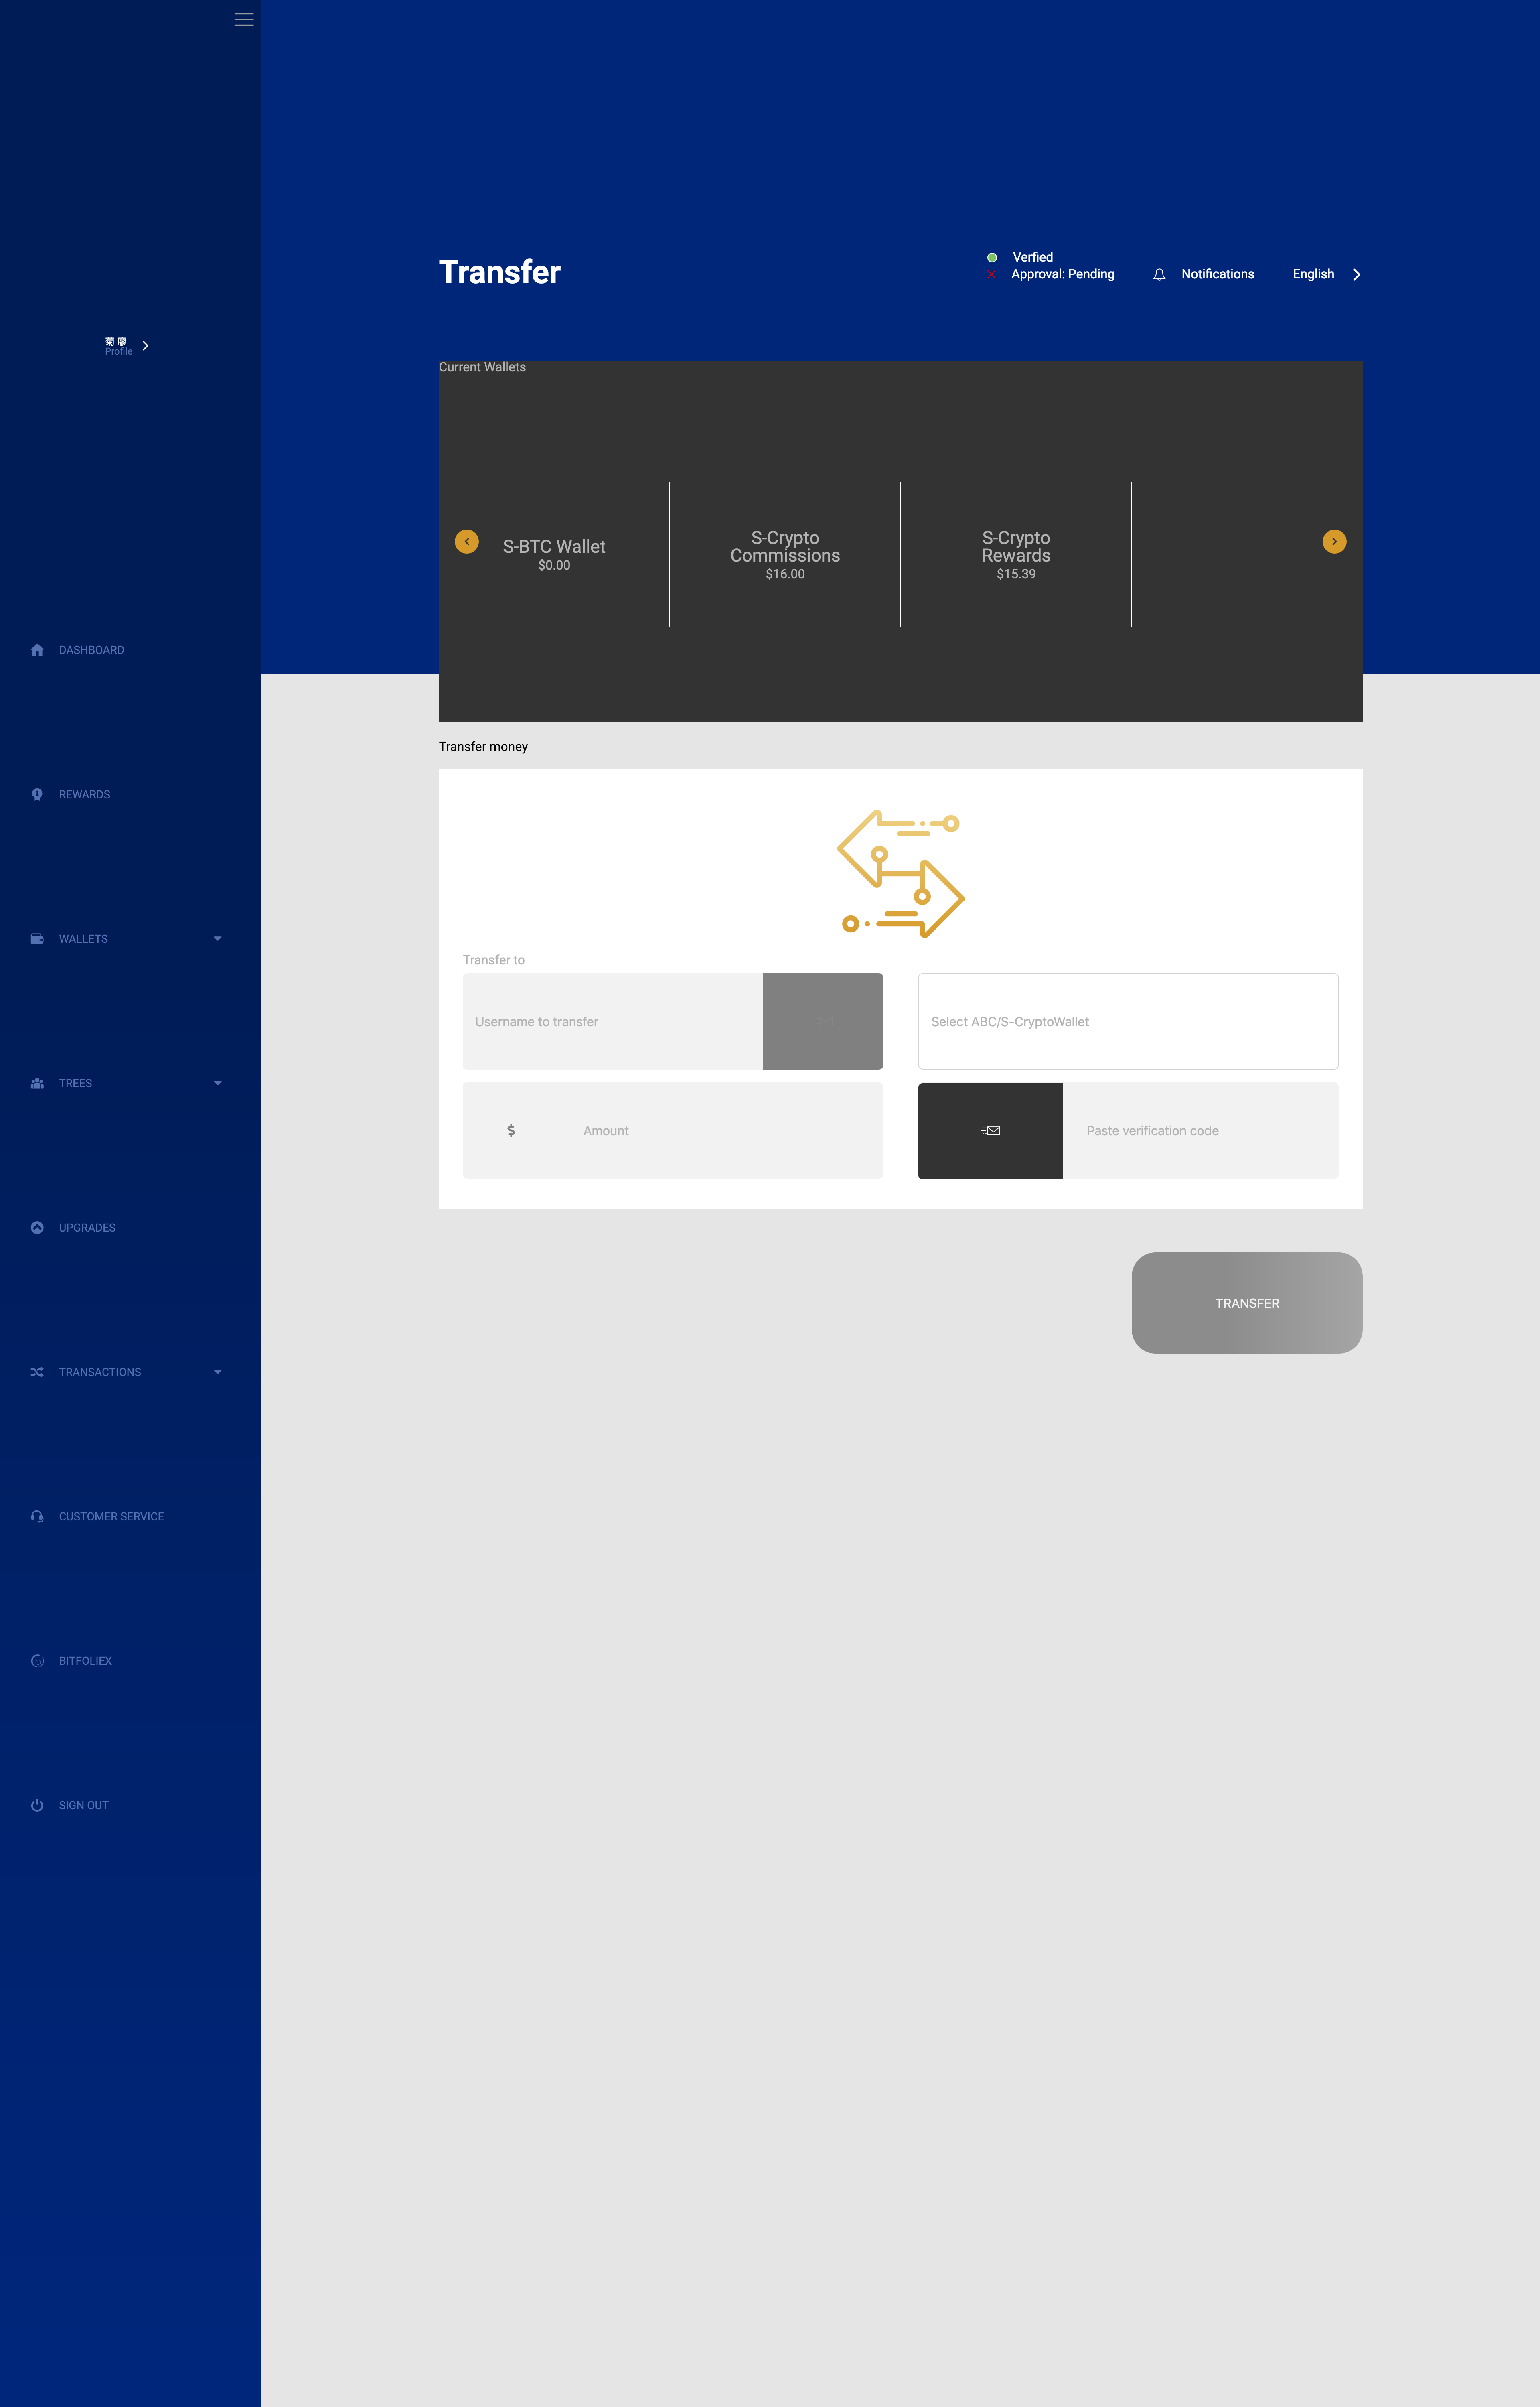 菊 廖
Profile
DASHBOARD
REWARDS
WALLETS
TREES
UPGRADES
TRANSACTIONS
CUSTOMER SERVICE
BITFOLIEX
SIGN OUT
Transfer
Verfied
Approval: Pending
Notifications
English
Current Wallets
S-BTC Wallet
$0.00
S-Crypto
Commissions
$16.00
S-Crypto
Rewards
$15.39
Transfer money
Transfer to
Username to transfer
Select ABC/S-CryptoWallet
$ Amount
Paste verification code
TRANSFER